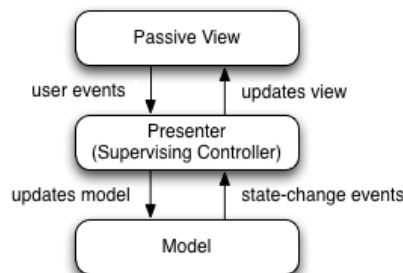 Passive View
user events
updates view
Presenter
(Supervising Controller)
updates model
state-change events
Model